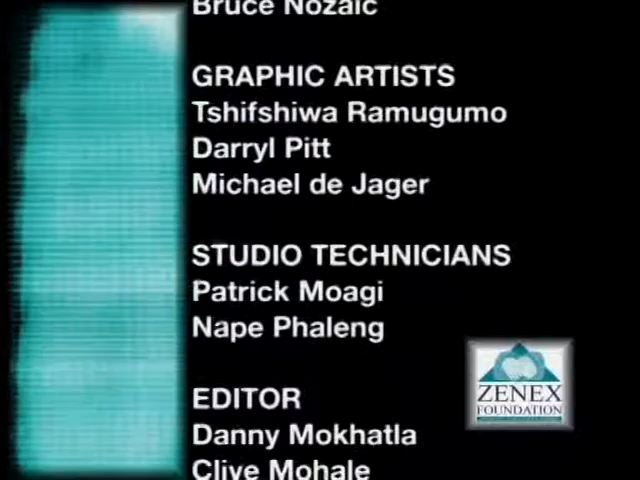 Bruce Nozaic
GRAPHIC ARTISTS
Tshifshiwa Ramugumo
Darryl Pitt
Michael de Jager
STUDIO TECHNICIANS
Patrick Moagi
Nape Phaleng
EDITOR
Danny Mokhatla
Clive Mohale
ZENEX
FOUNDATION